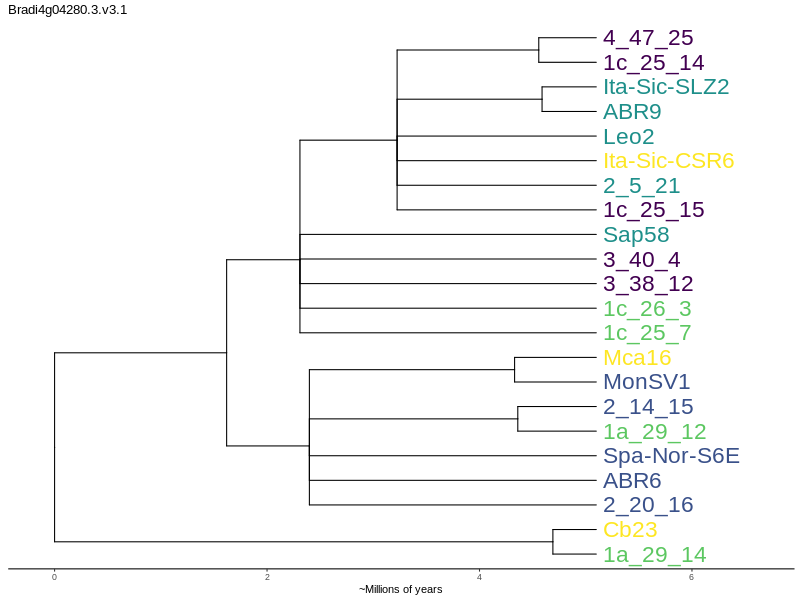 Bradi4g04280.3.v3.1
4_47_25
1c_25_14
Ita-Sic-SLZ2
ABR9
Leo2
Ita-Sic-CSR6
2_5_21
1c_25_15
Sap58
3_40_4
3_38_12
1c_26_3
1c_25_7
Mca16
MonSV1
2_14_15
1a_29_12
Spa-Nor-S6E
ABR6
2_20_16
Cb23
1a_29_14
0 2 4 6
~Millions of years